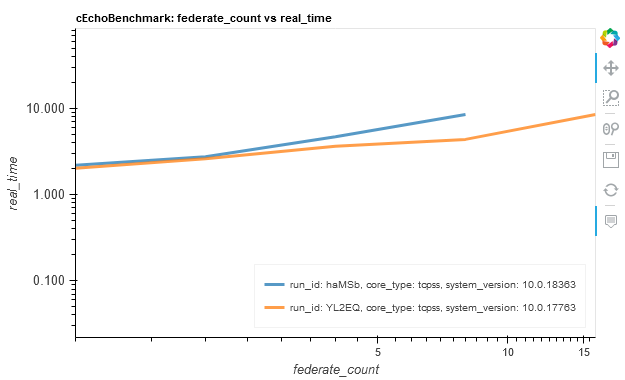 cEchoBenchmark: federate_count vs real_time
10.000
1.000
0.100
real_time
run_id: haMSb, core_type: tcpss, system_version: 10.0.18363
run_id: YL2EQ, core_type: tcpss, system_version: 10.0.17763
5 10 15
federate_count